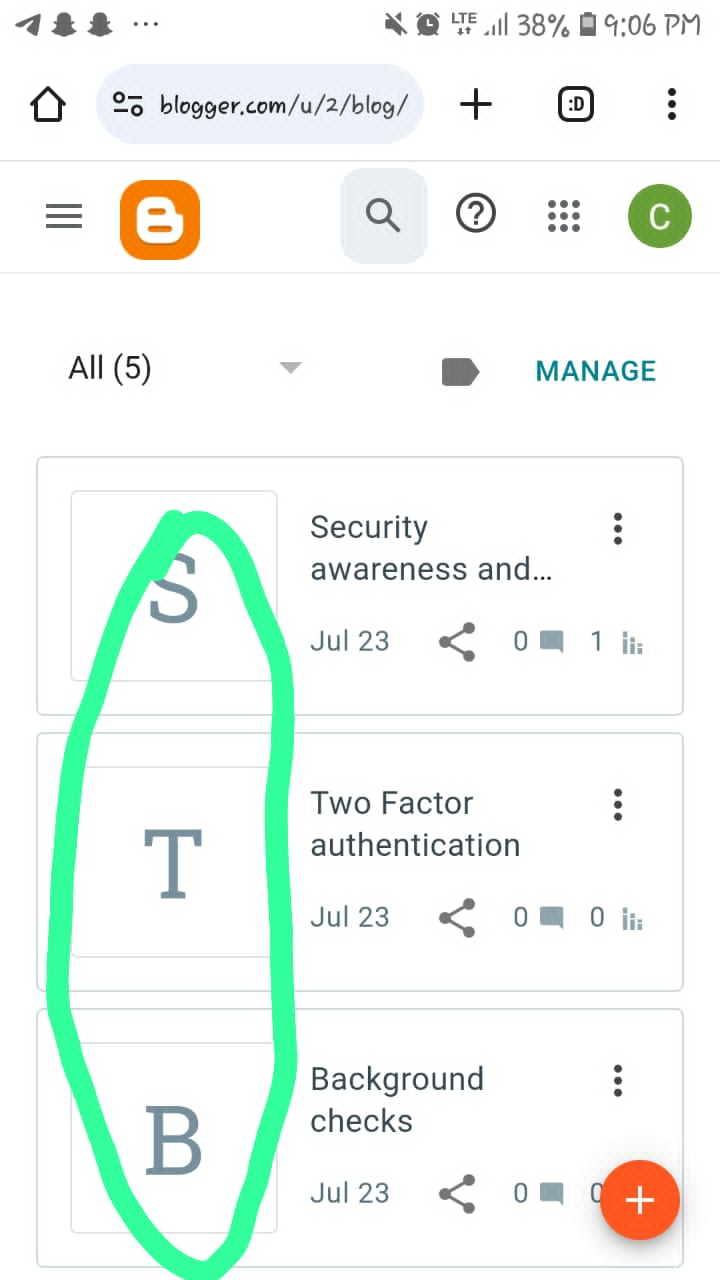 LTE 38% 9:06 PM
:D
blogger.com/u/2/blog/
C
All (5) MANAGE
S
Security
awareness and...
Jul 23 0 1
T
Two Factor
authentication
Jul 23 0 0
B
Background
checks
Jul 23 0 0